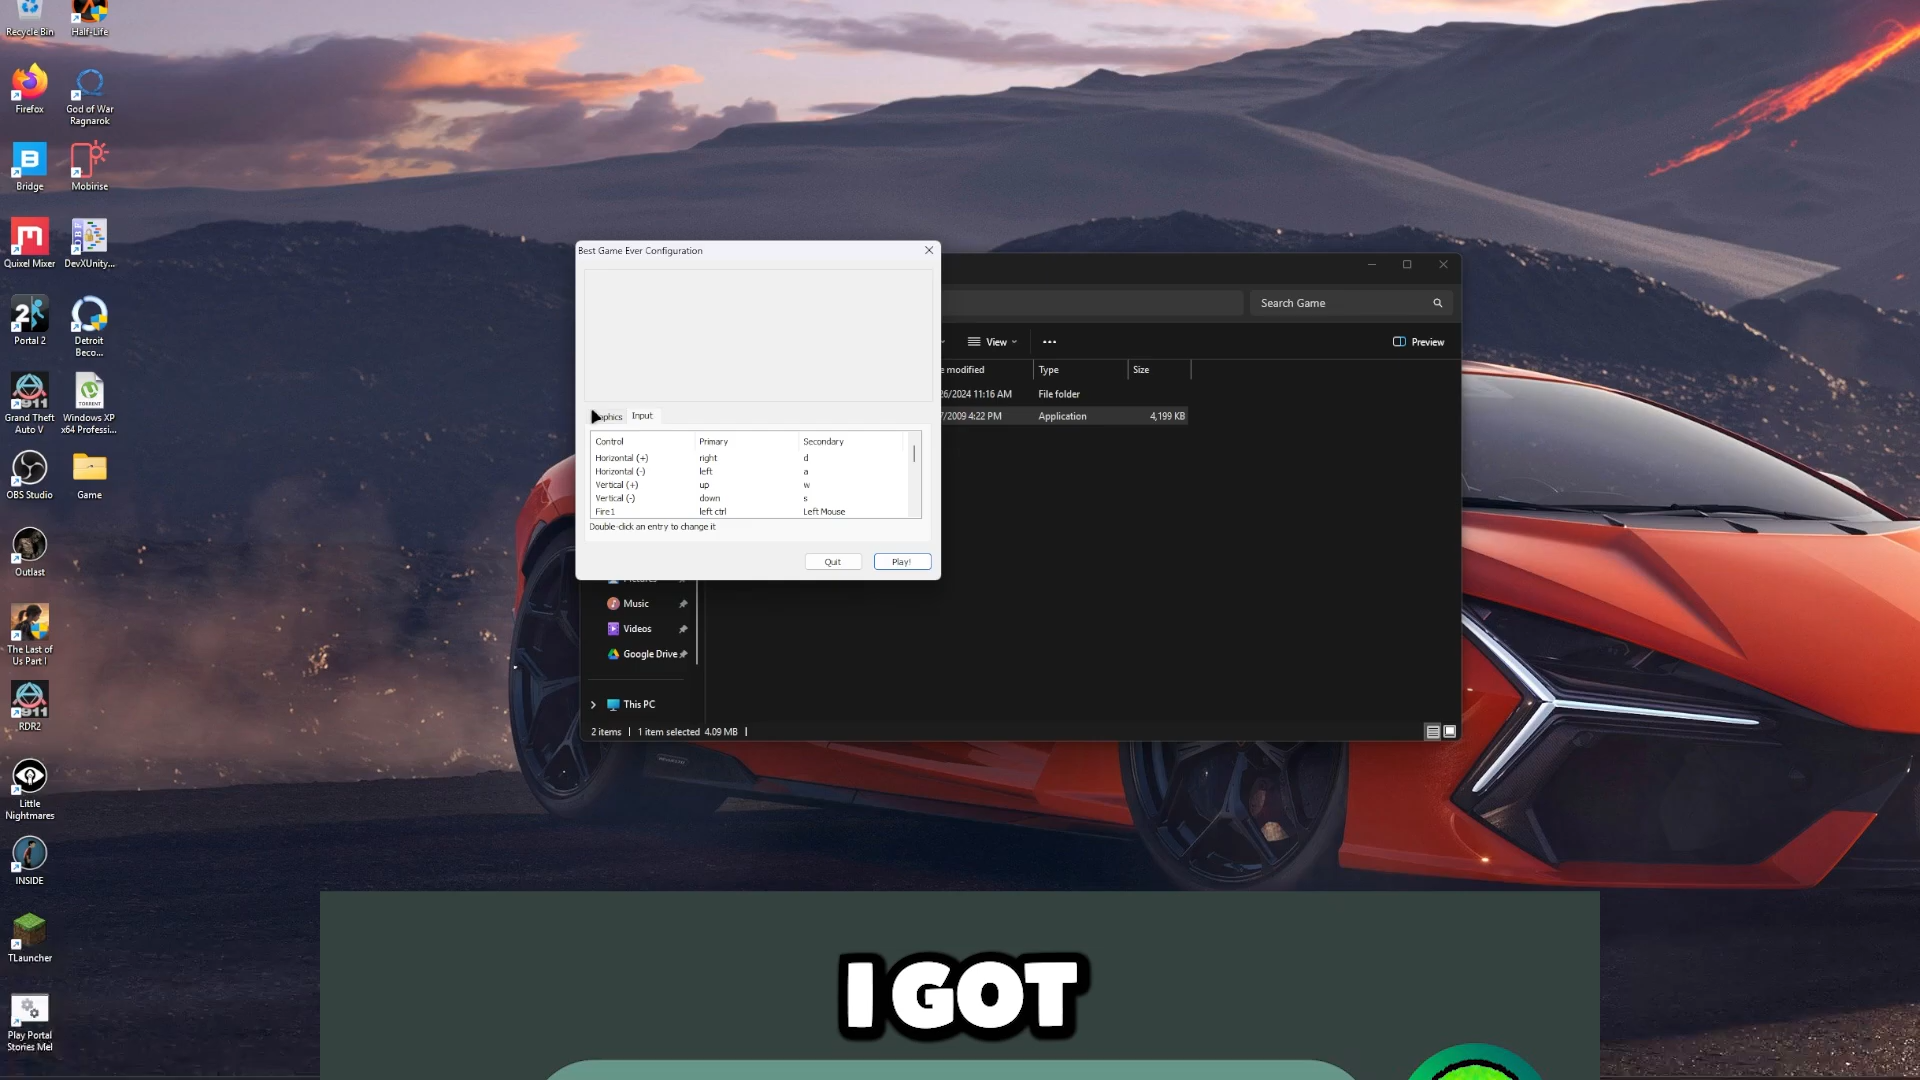 Recycle Bin
Half-Life
Firefox
God of War
Ragnarok
Bridge
Mobirise
Quixel Mixer
DevXUnity...
Portal 2
Detroit
Beco...
Grand Theft
Auto V
Windows XP
x64 Professi...
OBS Studio
Game
Outlast
The Last of
Us Part I
RDR2
Little
Nightmares
INSIDE
TLauncher
Play Portal
Stories Mel
Best Game Ever Configuration
Input
Control Primary Secondary
Horizontal (+) right d
Horizontal (-) left a
Vertical (+) up w
Vertical (-) down s
Fire1 left ctrl Left Mouse
Double-click an entry to change it
Quit Play!
Search Game
View
Preview
Type Size
26/2024 11:16 AM File folder
7/2009 4:22 PM Application 4,199 KB
Music
Videos
Google Drive
This PC
2 items 1 item selected 4.09 MB
I GOT